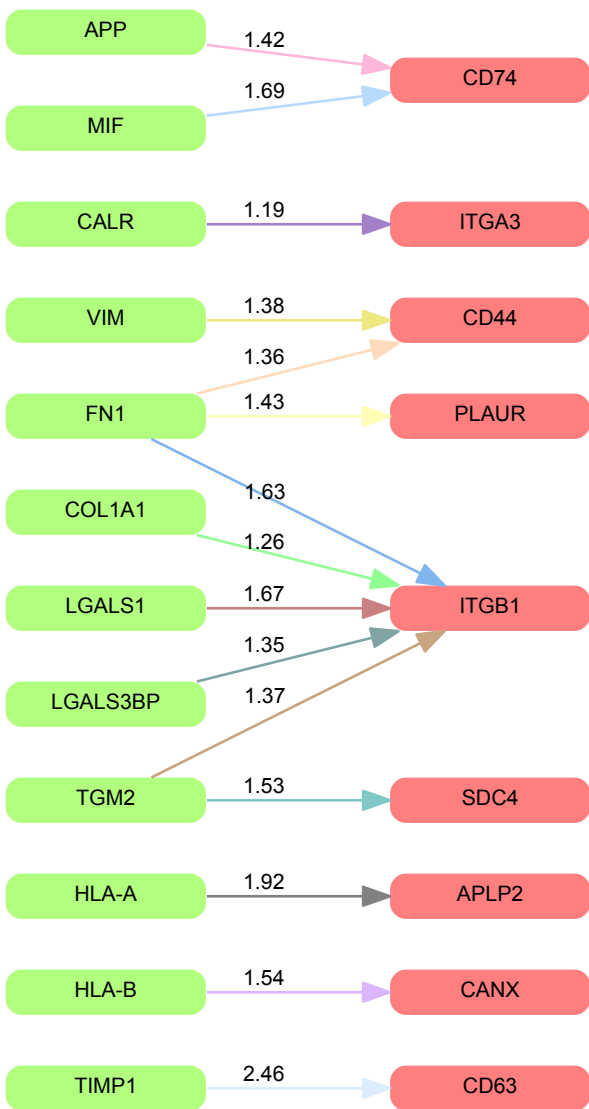 APP
1.42
CD74
1.69
MIF
CALR
1.19
ITGA3
VIM
1.38
CD44
1.36
FN1
1.43
PLAUR
1.63
COL1A1
1.26
LGALS1
1.67
ITGB1
1.35
LGALS3BP
1.37
TGM2
1.53
SDC4
HLA-A
1.92
APLP2
HLA-B
1.54
CANX
TIMP1
2.46
CD63